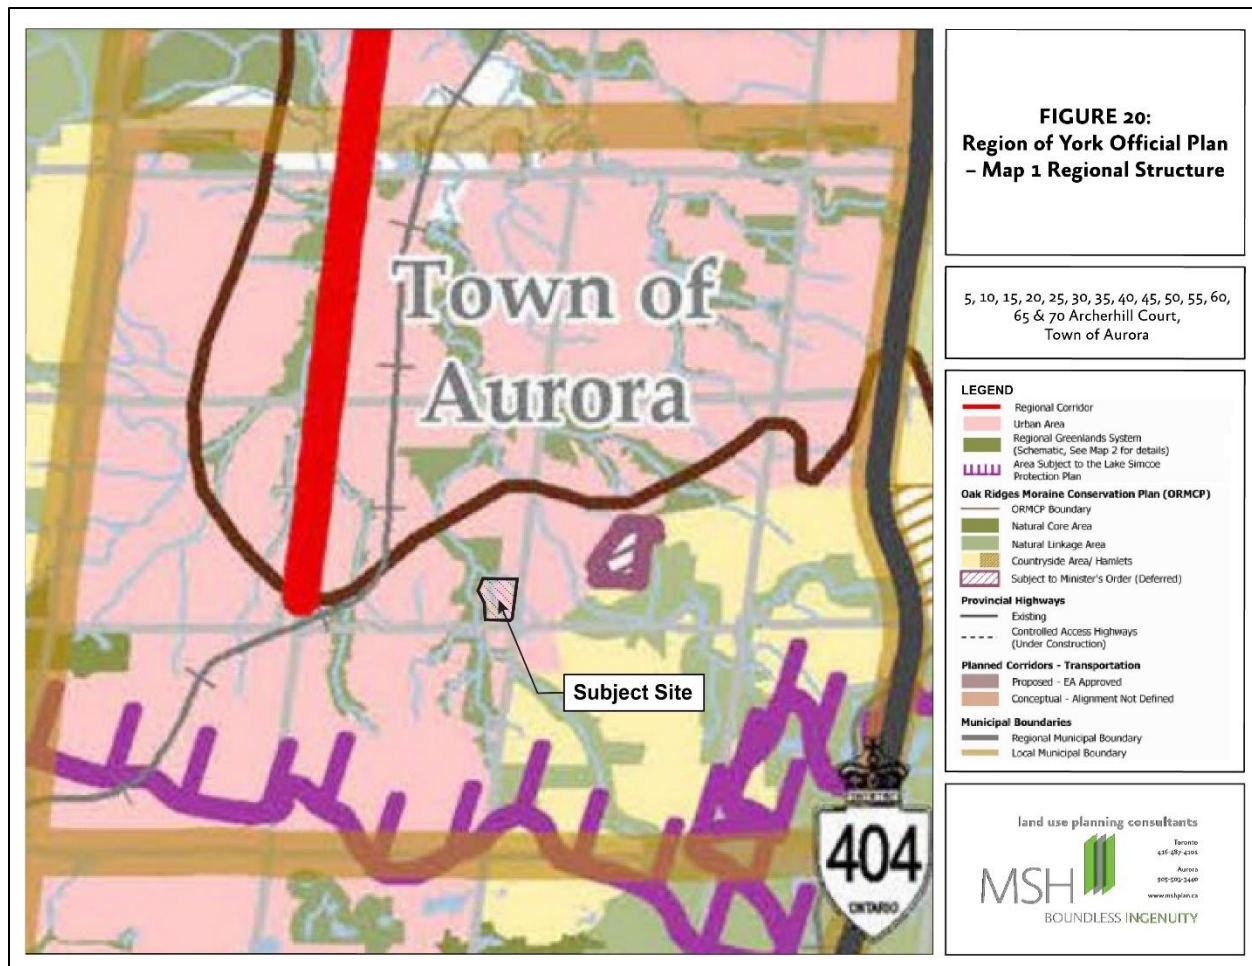 FIGURE 20:
Region of York Official Plan
– Map 1 Regional Structure
5, 10, 15, 20, 25, 30, 35, 40, 45, 50, 55, 60,
65 & 70 Archerhill Court,
Town of Aurora
Town of
Aurora
Subject Site
404
ONTARIO
LEGEND
Regional Corridor
Urban Area
Regional Greenlands System
(Schematic, See Map 2 for details)
Area Subject to the Lake Simcoe
Protection Plan
Oak Ridges Moraine Conservation Plan (ORMCP)
ORMCP Boundary
Natural Core Area
Natural Linkage Area
Countryside Area/ Hamlets
Subject to Minister's Order (Deferred)
Provincial Highways
Existing
Controlled Access Highways
(Under Construction)
Planned Corridors - Transportation
Proposed - EA Approved
Conceptual - Alignment Not Defined
Municipal Boundaries
Regional Municipal Boundary
Local Municipal Boundary
land use planning consultants
Toronto
416-487-4101
Aurora
905-503-3440
www.mshplan.ca
MSH
BOUNDLESS INGENUITY